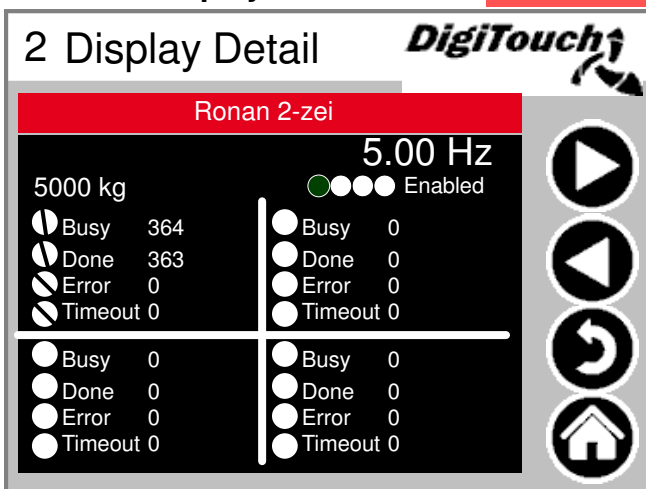 2 Display Detail
DigiTouch
Ronan 2-zei
5.00 Hz
5000 kg
Enabled
Busy 364
Done 363
Error 0
Timeout 0
Busy 0
Done 0
Error 0
Timeout 0
Busy 0
Done 0
Error 0
Timeout 0
Busy 0
Done 0
Error 0
Timeout 0